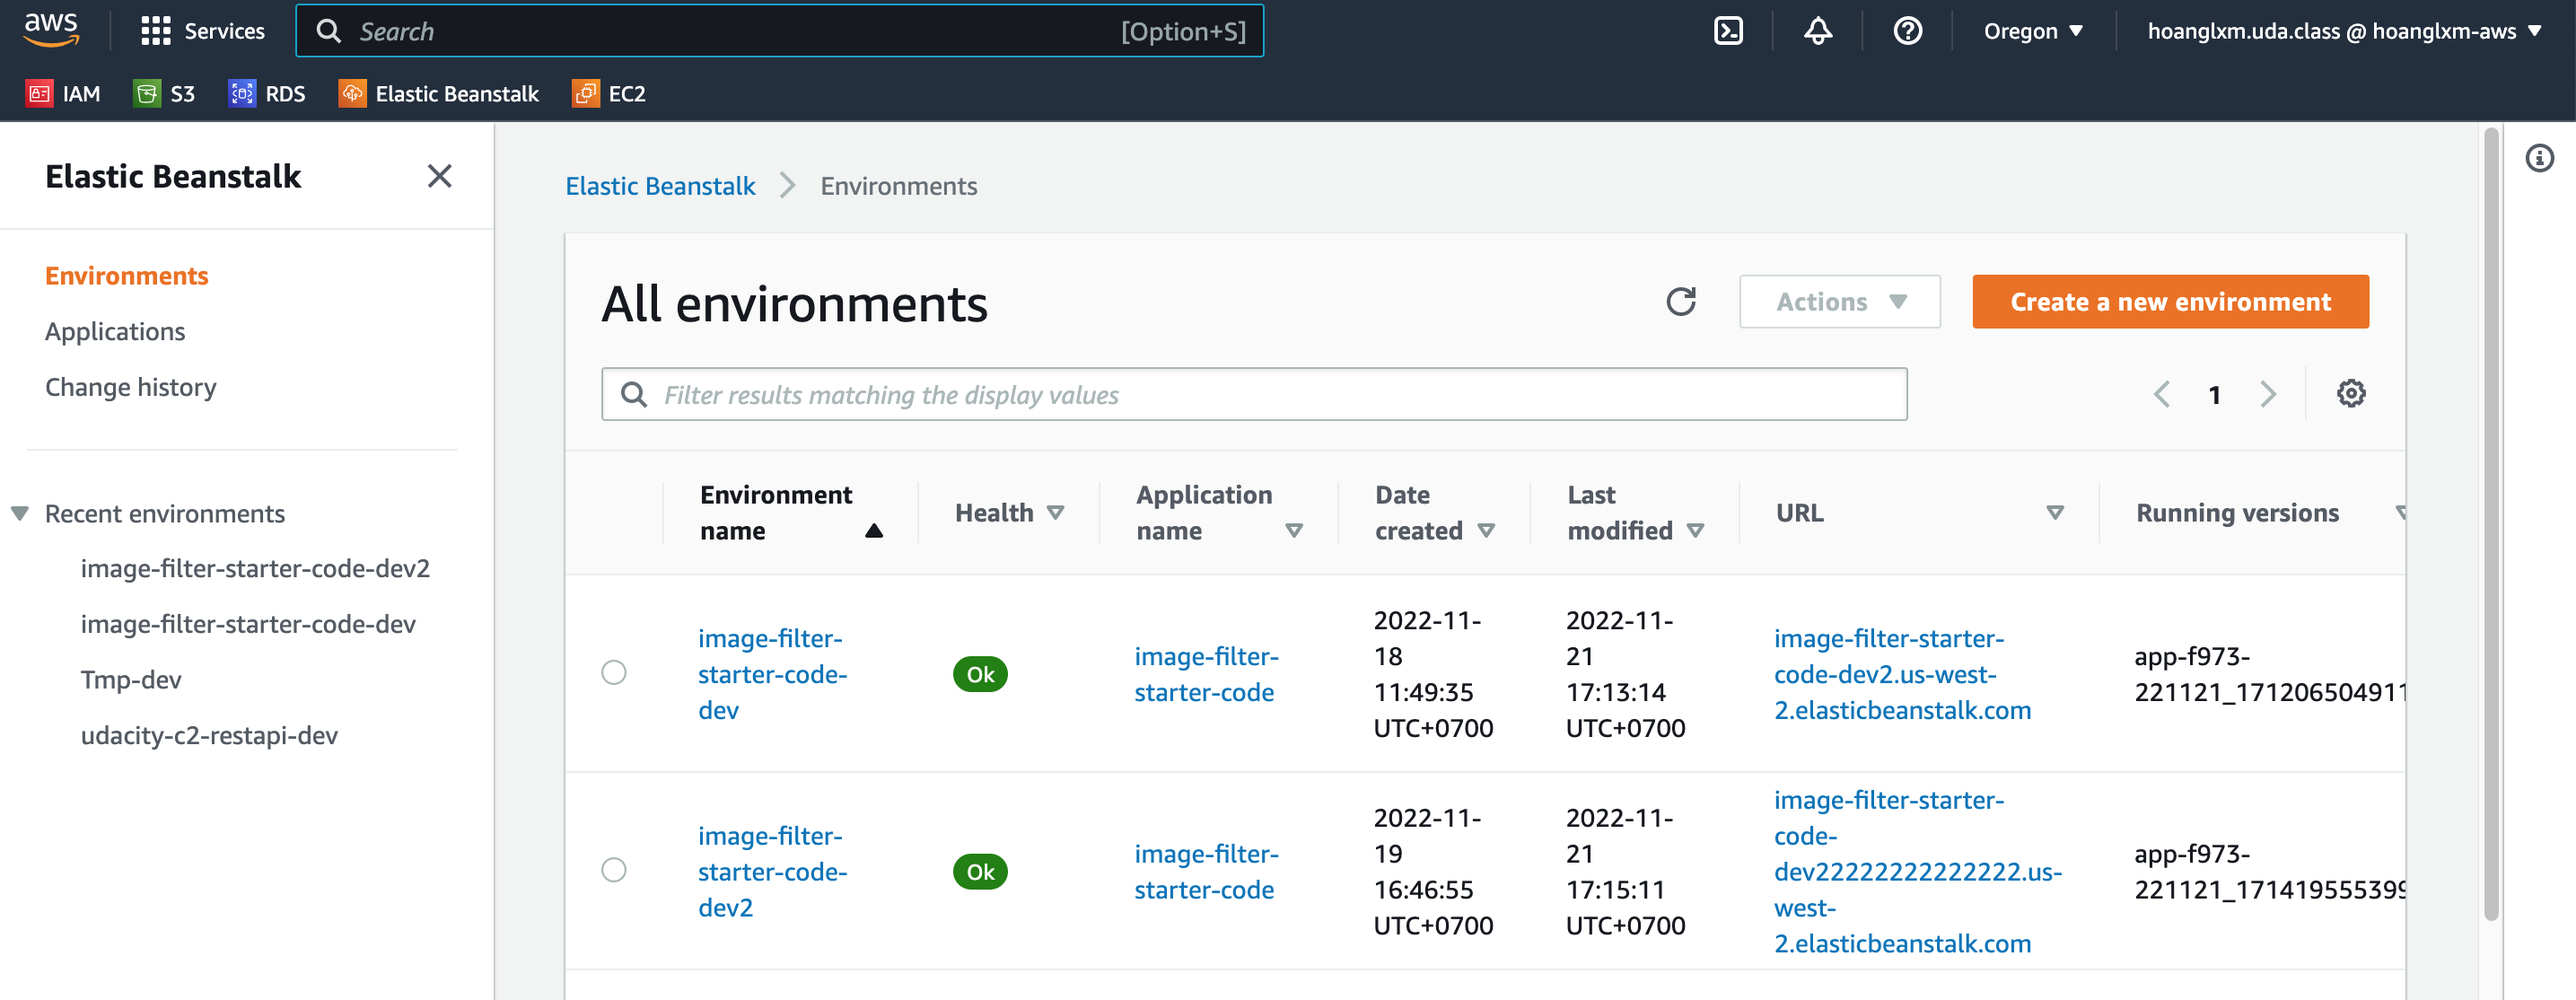 aws
Services
Search
[Option+S]
Oregon
hoanglxm.uda.class @ hoanglxm-aws
IAM
S3
RDS
Elastic Beanstalk
EC2
Elastic Beanstalk
Environments
Applications
Change history
Recent environments
image-filter-starter-code-dev2
image-filter-starter-code-dev
Tmp-dev
udacity-c2-restapi-dev
Elastic Beanstalk
Environments
All environments
Actions
Create a new environment
Filter results matching the display values
1
Environment
name
Health
Application
name
Date
created
Last
modified
URL
Running versions
image-filter-
starter-code-
dev
Ok
image-filter-
starter-code
2022-11-
18
11:49:35
UTC+0700
2022-11-
21
17:13:14
UTC+0700
image-filter-starter-
code-dev2.us-west-
2.elasticbeanstalk.com
app-f973-
221121_171206504911
image-filter-
starter-code-
dev2
Ok
image-filter-
starter-code
2022-11-
19
16:46:55
UTC+0700
2022-11-
21
17:15:11
UTC+0700
image-filter-starter-
code-
dev22222222222222.us-
west-
2.elasticbeanstalk.com
app-f973-
221121_171419555399